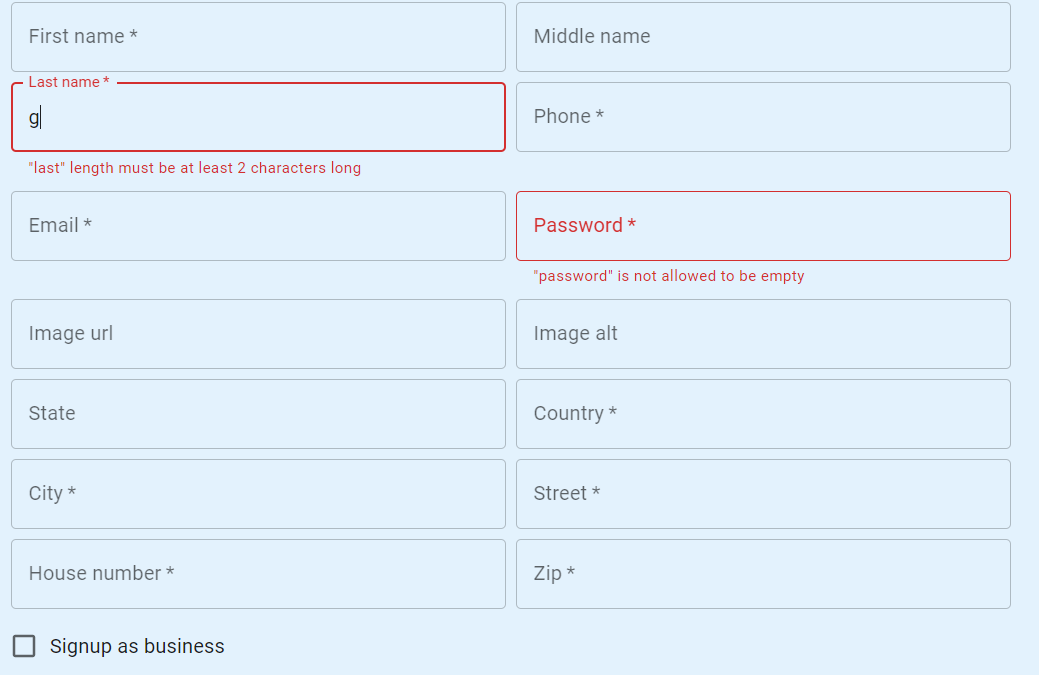 First name *
Middle name
Last name *
g
Phone *
"last" length must be at least 2 characters long
Email *
Password *
"password" is not allowed to be empty
Image url
Image alt
State
Country *
City *
Street *
House number *
Zip *
Signup as business